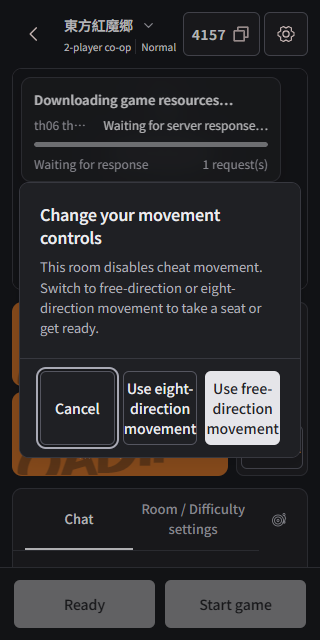 東方紅魔郷
2-player co-op Normal
4157
Downloading game resources…
th06 th… Waiting for server response…
Waiting for response 1 request(s)
Change your movement
controls
This room disables cheat movement.
Switch to free-direction or eight-
direction movement to take a seat or
get ready.
Cancel
Use eight-
direction
movement
Use free-
direction
movement
Chat
Room / Difficulty
settings
Ready
Start game